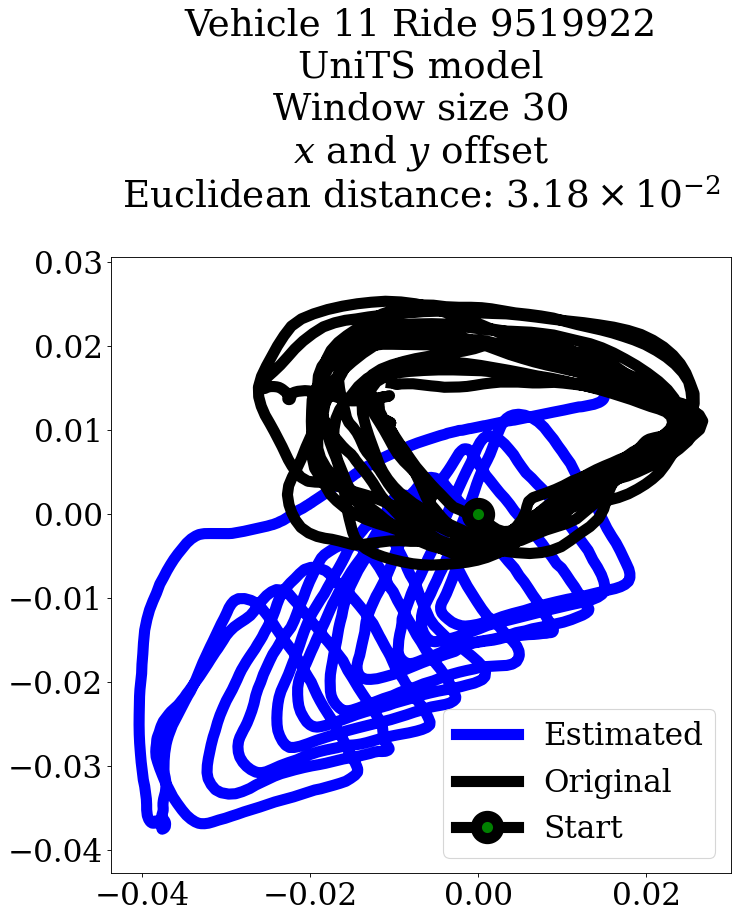 Vehicle 11 Ride 9519922
UniTS model
Window size 30
x and y offset
Euclidean distance: 3.18 × 10⁻²
0.03
0.02
0.01
0.00
−0.01
−0.02
−0.03
−0.04
Estimated
Original
Start
−0.04 −0.02 0.00 0.02